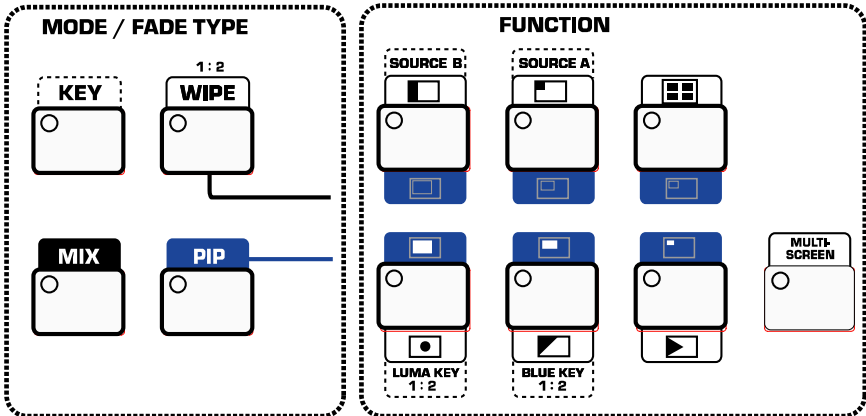 MODE / FADE TYPE
FUNCTION
1:2
KEY
WIPE
SOURCE B
SOURCE A
MIX
PIP
MULTI-
SCREEN
LUMA KEY
1:2
BLUE KEY
1:2